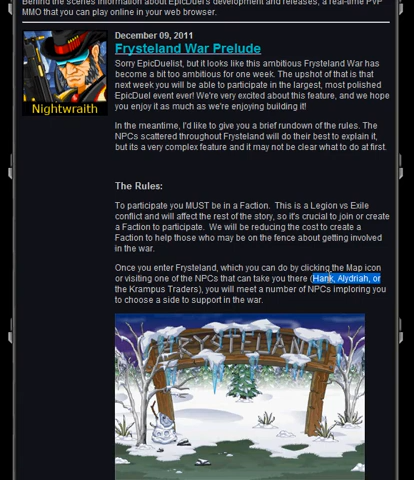 Behind the scenes information about EpicDuel's development and releases, a real-time PvP
MMO that you can play online in your web browser.
Nightwraith
December 09, 2011
Frysteland War Prelude
Sorry EpicDuelist, but it looks like this ambitious Frysteland War has
become a bit too ambitious for one week. The upshot of that is that
next week you will be able to participate in the largest, most polished
EpicDuel event ever! We're very excited about this feature, and we hope
you enjoy it as much as we're enjoying building it!
In the meantime, I'd like to give you a brief rundown of the rules. The
NPCs scattered throughout Frysteland will do their best to explain it,
but its a very complex feature and it may not be clear what to do at first.
The Rules:
To participate you MUST be in a Faction.  This is a Legion vs Exile
conflict and will affect the rest of the story, so it's crucial to join or create
a Faction to participate.  We will be reducing the cost to create a
Faction to help those who may be on the fence about getting involved
in the war.
Once you enter Frysteland, which you can do by clicking the Map icon
or visiting one of the NPCs that can take you there (Hank, Alydriah, or
the Krampus Traders), you will meet a number of NPCs imploring you
to choose a side to support in the war.
FRYSTELAND